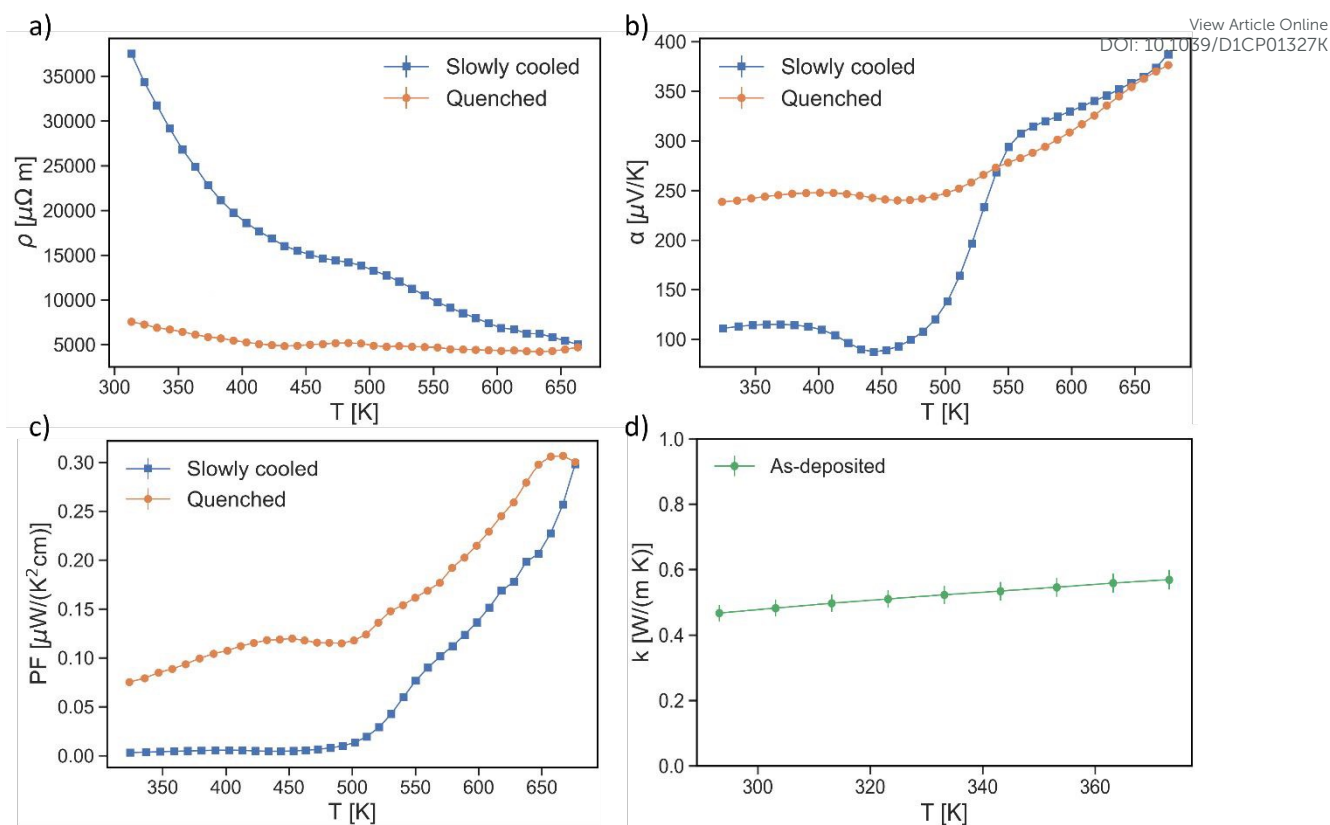 View Article Online
DOI: 10.1039/D1CP01327K
a)
Slowly cooled
Quenched
35000
30000
25000
20000
15000
10000
5000
ρ [μΩ m]
300 350 400 450 500 550 600 650
T [K]
b)
Slowly cooled
Quenched
400
350
300
250
200
150
100
α [μV/K]
350 400 450 500 550 600 650
T [K]
c)
Slowly cooled
Quenched
0.30
0.25
0.20
0.15
0.10
0.05
0.00
PF [μW/(K²cm)]
350 400 450 500 550 600 650
T [K]
d)
As-deposited
1.0
0.8
0.6
0.4
0.2
0.0
k [W/(m K)]
300 320 340 360
T [K]